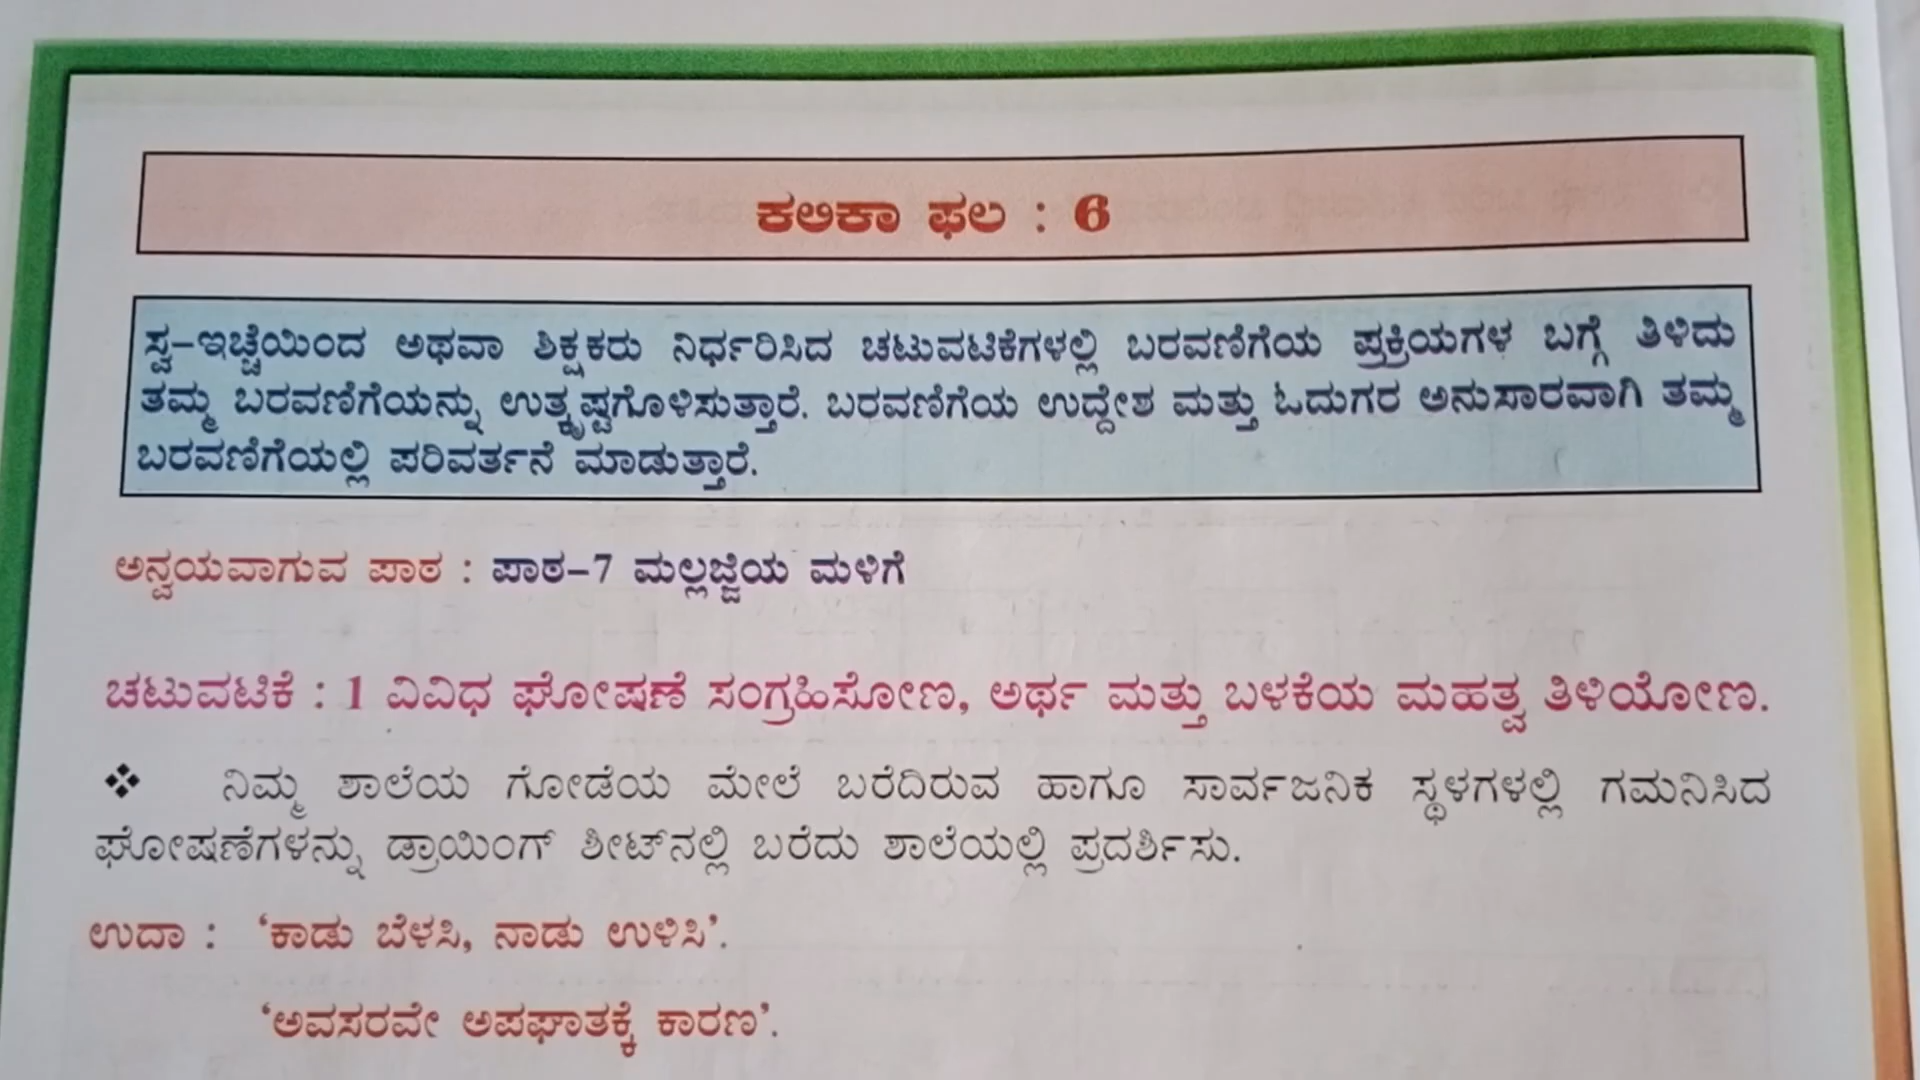 ಕಲಿಕಾ ಫಲ : 6
ಸ್ವ-ಇಚ್ಛೆಯಿಂದ ಅಥವಾ ಶಿಕ್ಷಕರು ನಿರ್ಧರಿಸಿದ ಚಟುವಟಿಕೆಗಳಲ್ಲಿ ಬರವಣಿಗೆಯ ಪ್ರಕ್ರಿಯೆಗಳ ಬಗ್ಗೆ ತಿಳಿದು
ತಮ್ಮ ಬರವಣಿಗೆಯನ್ನು ಉತ್ಕೃಷ್ಟಗೊಳಿಸುತ್ತಾರೆ. ಬರವಣಿಗೆಯ ಉದ್ದೇಶ ಮತ್ತು ಓದುಗರ ಅನುಸಾರವಾಗಿ ತಮ್ಮ
ಬರವಣಿಗೆಯಲ್ಲಿ ಪರಿವರ್ತನೆ ಮಾಡುತ್ತಾರೆ.
ಅನ್ವಯವಾಗುವ ಪಾಠ : ಪಾಠ-7 ಮಲ್ಲಜ್ಜಿಯ ಮಳಿಗೆ
ಚಟುವಟಿಕೆ : 1 ವಿವಿಧ ಘೋಷಣೆ ಸಂಗ್ರಹಿಸೋಣ, ಅರ್ಥ ಮತ್ತು ಬಳಕೆಯ ಮಹತ್ವ ತಿಳಿಯೋಣ.
❖ ನಿಮ್ಮ ಶಾಲೆಯ ಗೋಡೆಯ ಮೇಲೆ ಬರೆದಿರುವ ಹಾಗೂ ಸಾರ್ವಜನಿಕ ಸ್ಥಳಗಳಲ್ಲಿ ಗಮನಿಸಿದ
ಘೋಷಣೆಗಳನ್ನು ಡ್ರಾಯಿಂಗ್ ಶೀಟ್‌ನಲ್ಲಿ ಬರೆದು ಶಾಲೆಯಲ್ಲಿ ಪ್ರದರ್ಶಿಸು.
ಉದಾ : ‘ಕಾಡು ಬೆಳಸಿ, ನಾಡು ಉಳಿಸಿ’.
‘ಅವಸರವೇ ಅಪಘಾತಕ್ಕೆ ಕಾರಣ’.